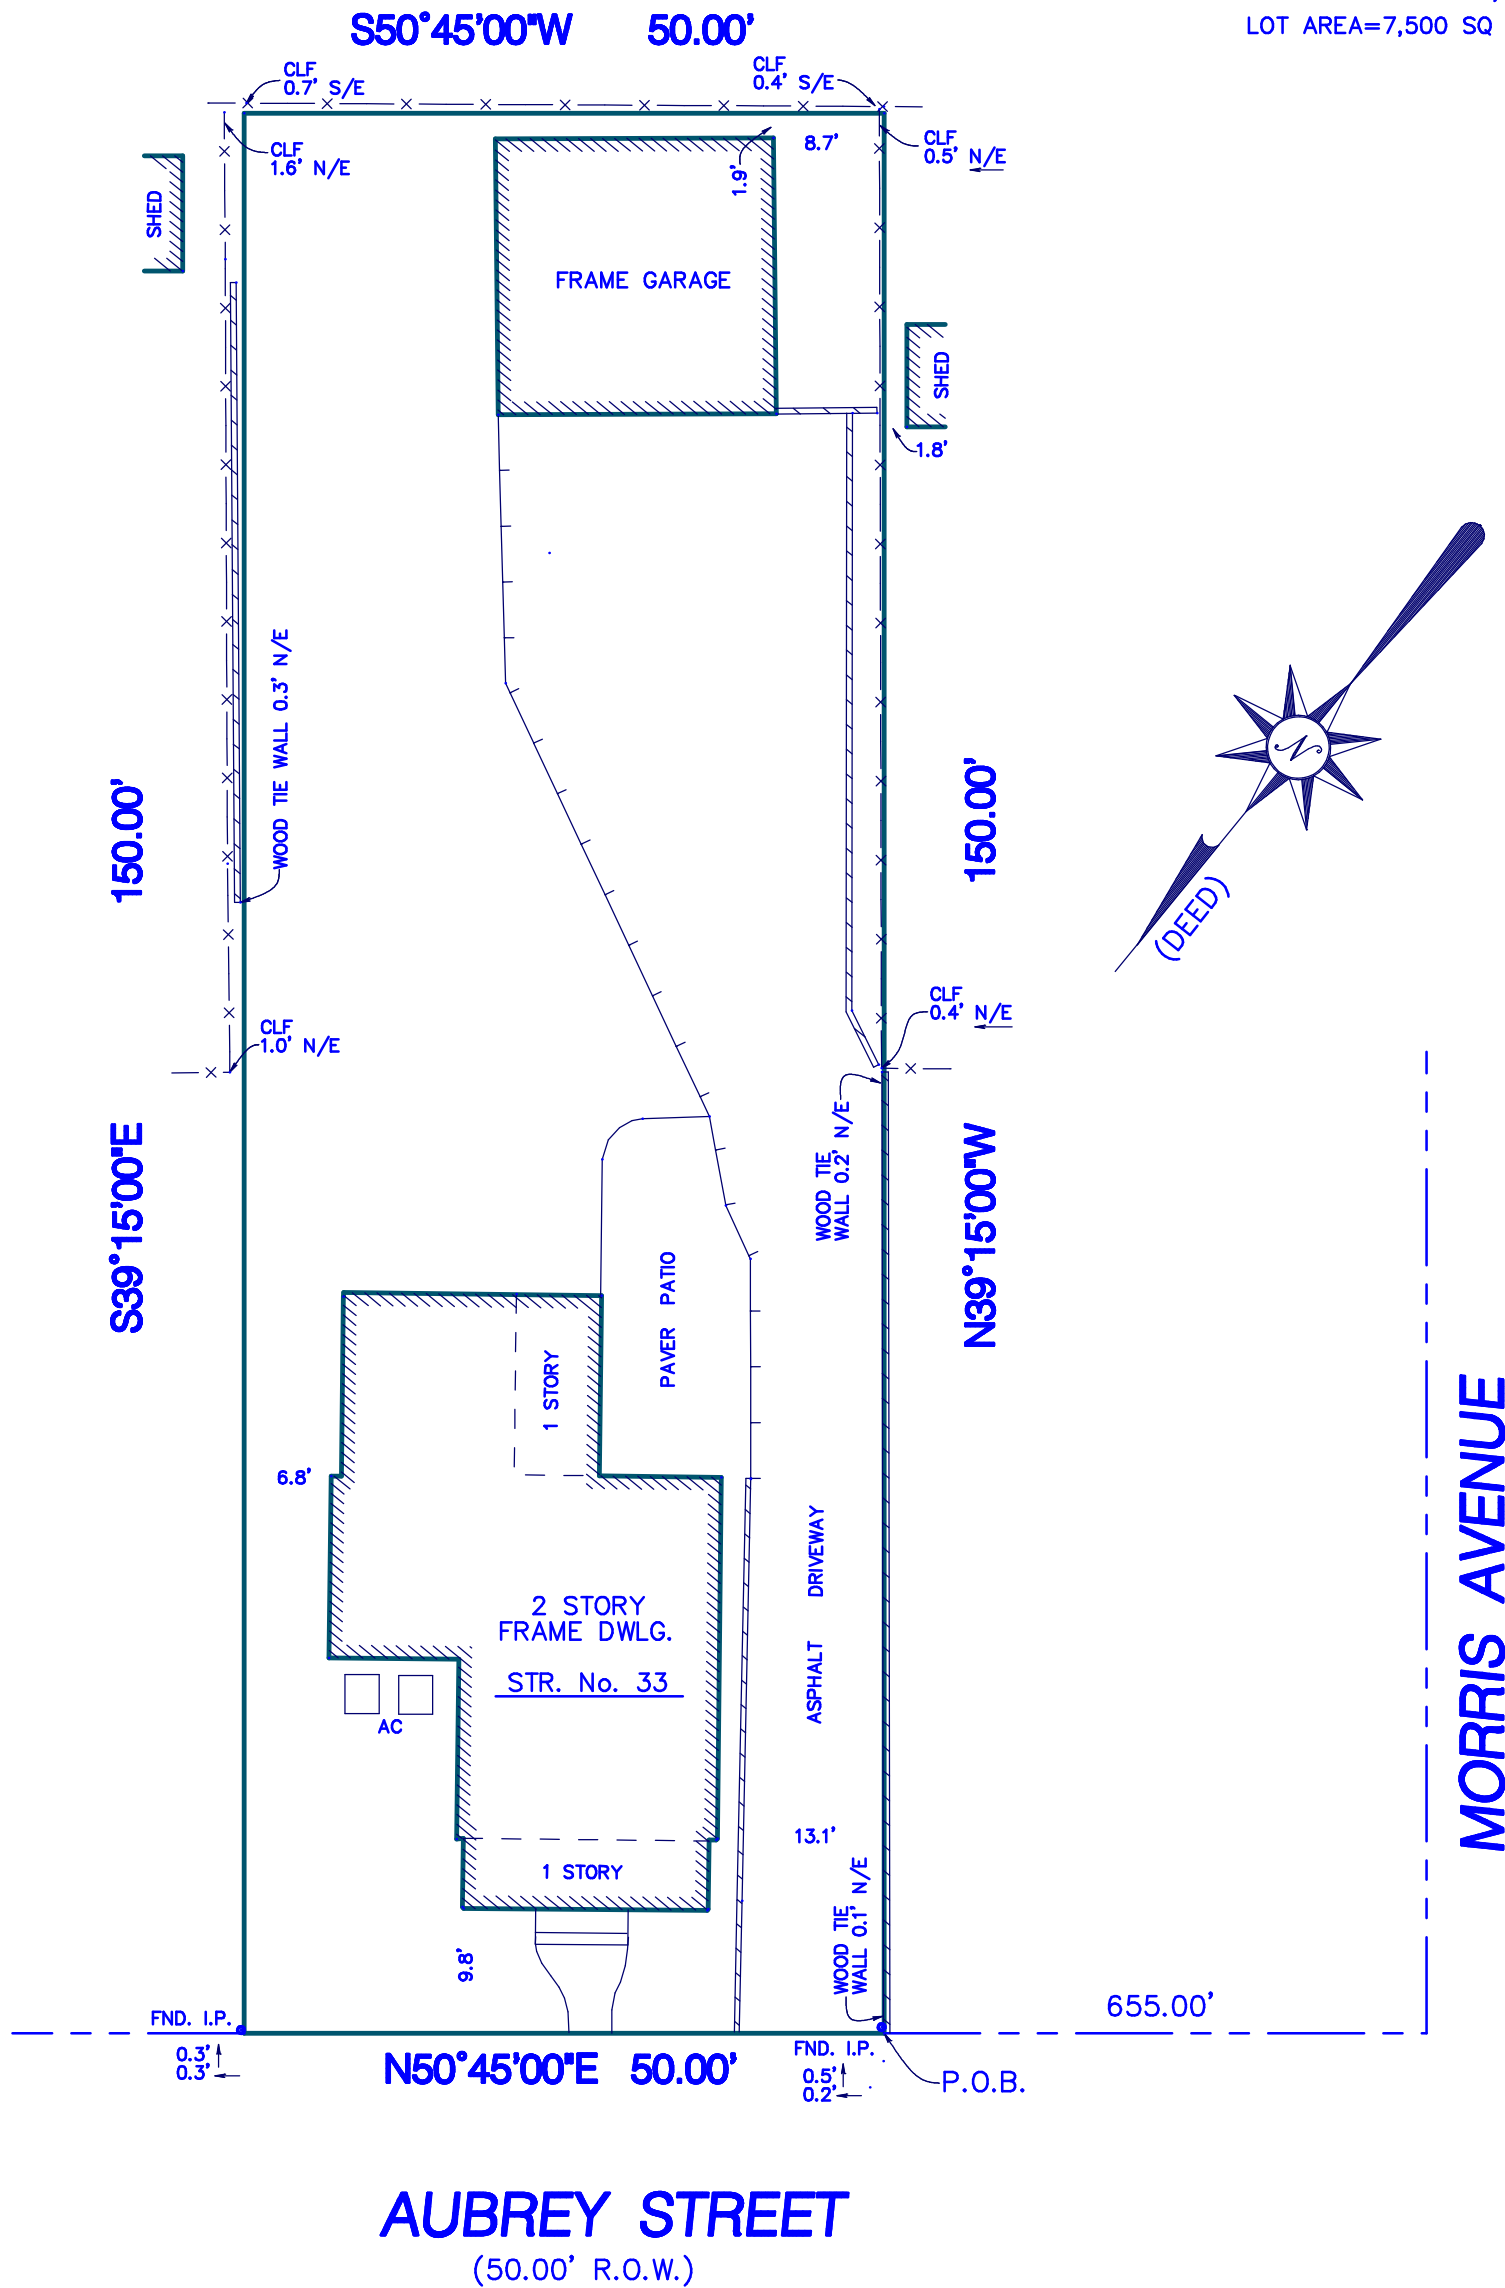 S50°45'00"W 50.00'
LOT AREA=7,500 SQ
CLF
0.7' S/E
CLF
0.4' S/E
CLF
1.6' N/E
8.7'
CLF
0.5' N/E
1.9'
SHED
FRAME GARAGE
SHED
1.8'
WOOD TIE WALL 0.3' N/E
150.00'
150.00'
(DEED)
CLF
0.4' N/E
CLF
1.0' N/E
WOOD TIE
WALL 0.2' N/E
S39°15'00"E
N39°15'00"W
PAVER PATIO
1 STORY
6.8'
MORRIS AVENUE
ASPHALT DRIVEWAY
2 STORY
FRAME DWLG.
STR. No. 33
AC
13.1'
1 STORY
WOOD TIE
WALL 0.1' N/E
9.8'
655.00'
FND. I.P.
0.3'
0.3'
N50°45'00"E 50.00'
FND. I.P.
0.5'
0.2'
P.O.B.
AUBREY STREET
(50.00' R.O.W.)